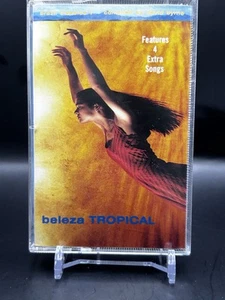 Features
4
Extra
Songs
beleza TROPICAL